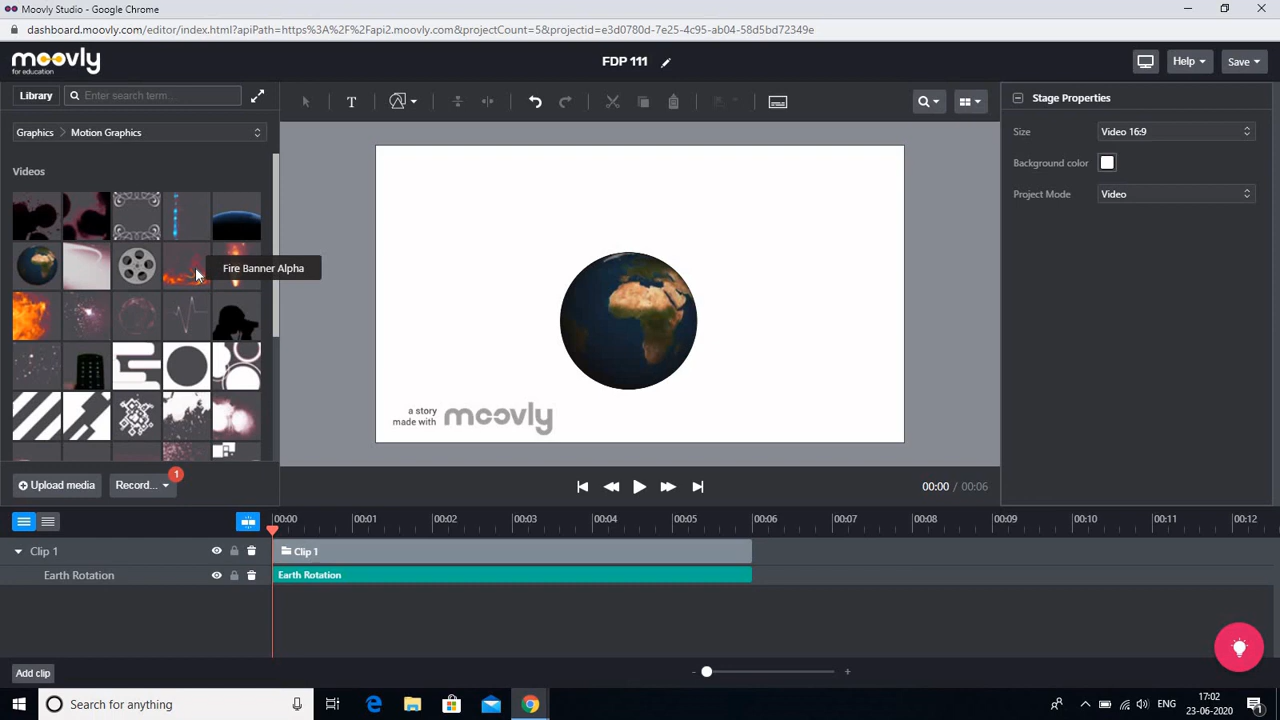 Moovly Studio - Google Chrome
dashboard.moovly.com/editor/index.html?apiPath=https%3A%2F%2Fapi2.moovly.com&projectCount=5&projectid=e3d0780d-7e25-4c95-ab04-58d5bd72349e
moovly
for education
FDP 111
Help
Save
Library
Enter search term...
T
Graphics > Motion Graphics
Videos
Fire Banner Alpha
a story
made with moovly
Stage Properties
Size Video 16:9
Background color
Project Mode Video
Upload media
Record...
1
00:00 / 00:06
00:00 00:01 00:02 00:03 00:04 00:05 00:06 00:07 00:08 00:09 00:10 00:11 00:12
Clip 1 Clip 1
Earth Rotation Earth Rotation
Add clip
- +
Search for anything
ENG
17:02
23-06-2020
1